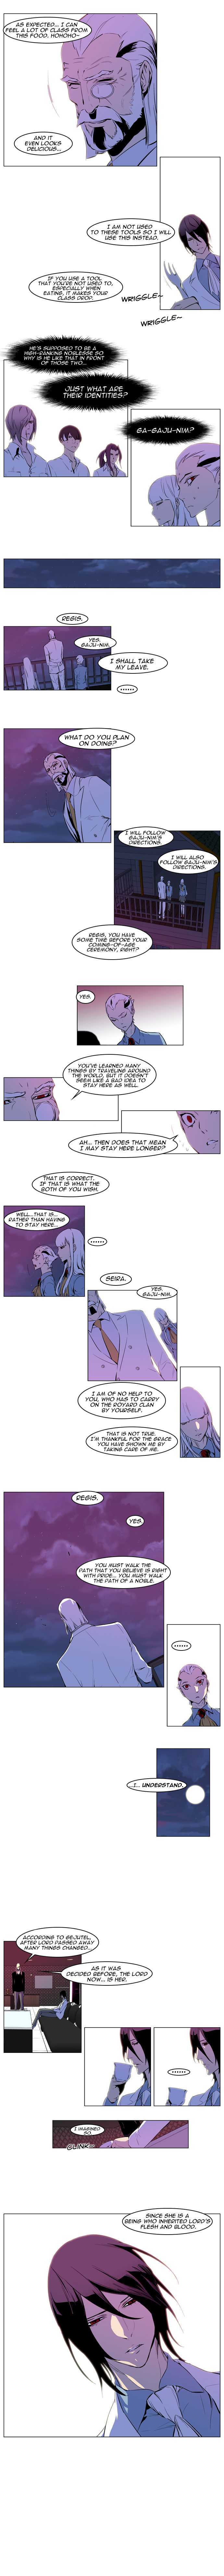 AS EXPECTED... I CAN
FEEL A LOT OF CLASS FROM
THIS FOOD. HOHOHO~
AND IT
EVEN LOOKS
DELICIOUS...
I AM NOT USED
TO THESE TOOLS SO I WILL
USE THIS INSTEAD.
IF YOU USE A TOOL
THAT YOU'RE NOT USED TO,
ESPECIALLY WHEN
EATING, IT MAKES YOUR
CLASS DROP.
WRIGGLE~
WRIGGLE~
HE'S SUPPOSED TO BE A
HIGH-RANKING NOBLESSE SO
WHY IS HE LIKE THAT IN FRONT
OF THOSE TWO...
JUST WHAT ARE
THEIR IDENTITIES?
GA-GAJU-NIM?
REGIS.
YES,
GAJU-NIM.
I SHALL TAKE
MY LEAVE.
......
WHAT DO YOU PLAN
ON DOING?
I WILL FOLLOW
GAJU-NIM'S
DIRECTIONS.
I WILL ALSO
FOLLOW GAJU-NIM'S
DIRECTIONS.
REGIS, YOU HAVE
SOME TIME BEFORE YOUR
COMING-OF-AGE
CEREMONY, RIGHT?
YES.
YOU'VE LEARNED MANY
THINGS BY TRAVELING AROUND
THE WORLD, BUT IT DOESN'T
SEEM LIKE A BAD IDEA TO
STAY HERE AS WELL.
AH... THEN DOES THAT MEAN
I MAY STAY HERE LONGER?
THAT IS CORRECT.
IF THAT IS WHAT THE
BOTH OF YOU WISH.
WELL...THAT IS...
RATHER THAN HAVING
TO STAY HERE...
......
SEIRA.
YES,
GAJU-NIM.
I AM OF NO HELP TO
YOU, WHO HAS TO CARRY
ON THE ROYARD CLAN
BY YOURSELF.
THAT IS NOT TRUE.
I'M THANKFUL FOR THE GRACE
YOU HAVE SHOWN ME BY
TAKING CARE OF ME.
REGIS.
YES.
YOU MUST WALK THE
PATH THAT YOU BELIEVE IS RIGHT
WITH PRIDE... YOU MUST WALK
THE PATH OF A NOBLE.
......
...I... UNDERSTAND.
ACCORDING TO GEJUTEL,
AFTER LORD PASSED AWAY
MANY THINGS CHANGED...
AS IT WAS
DECIDED BEFORE, THE LORD
NOW... IS HER.
......
I IMAGINED
SO.
CLINK~
SINCE SHE IS A
BEING WHO INHERITED LORD'S
FLESH AND BLOOD.